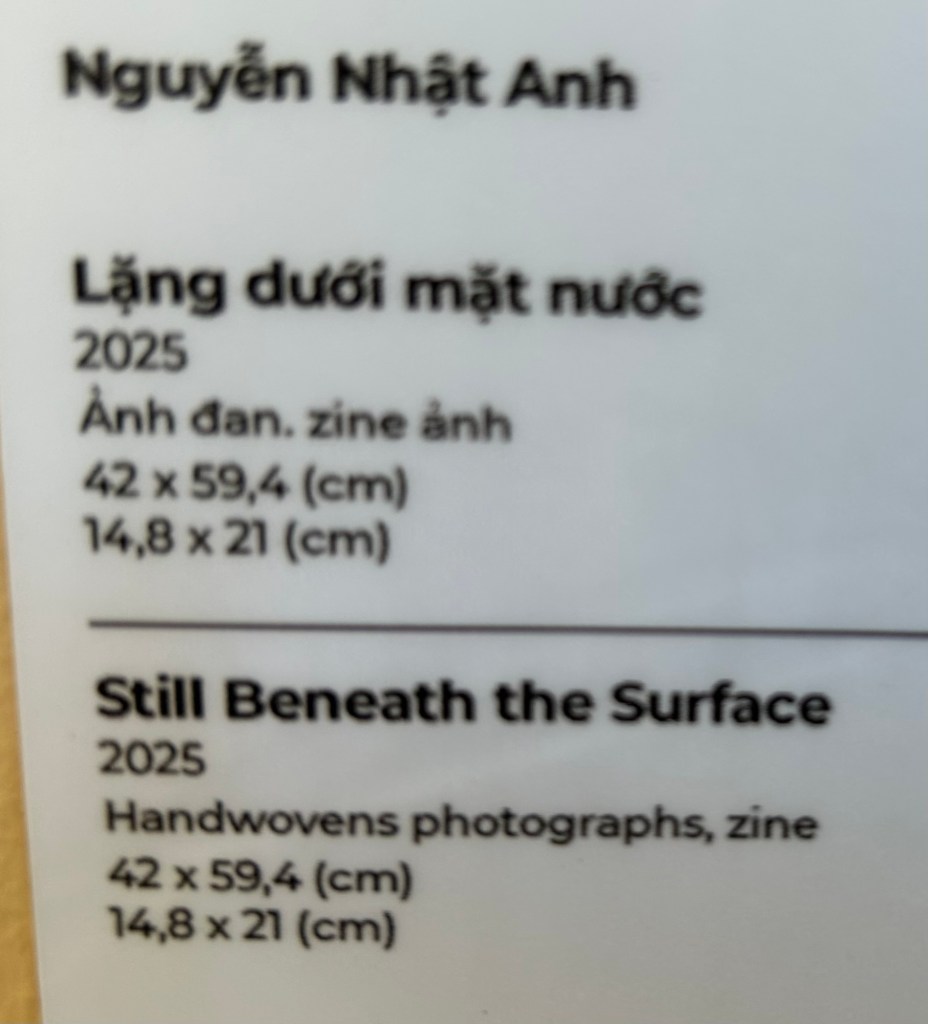 Nguyễn Nhật Anh
Lặng dưới mặt nước
2025
Ảnh đan. zine ảnh
42 x 59,4 (cm)
14,8 x 21 (cm)
Still Beneath the Surface
2025
Handwovens photographs, zine
42 x 59,4 (cm)
14,8 x 21 (cm)